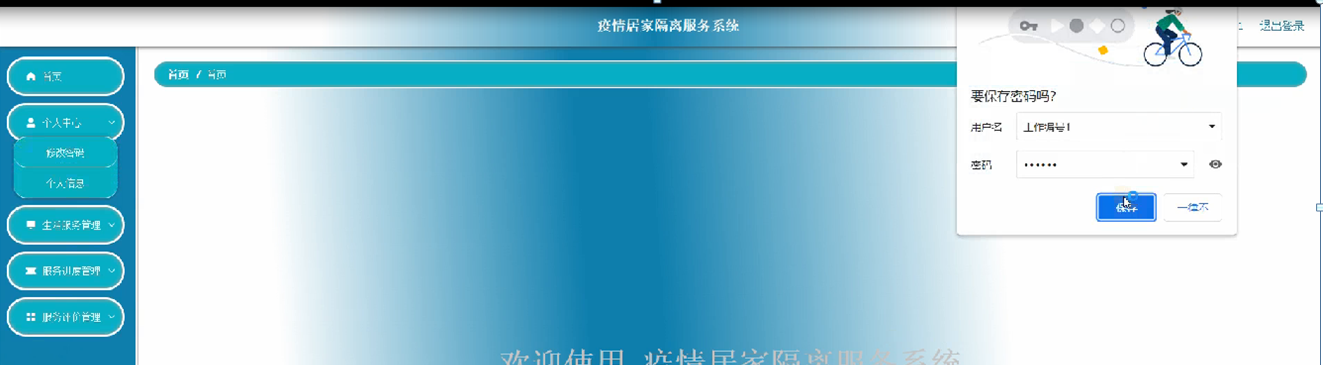 疫情居家隔离服务系统
退出登录
首页
首页 / 首页
个人中心
修改密码
个人信息
生活服务管理
服务进度管理
服务评价管理
要保存密码吗?
用户名 工作编号1
密码 ••••••
保存 一律不
欢迎使用 疫情居家隔离服务系统